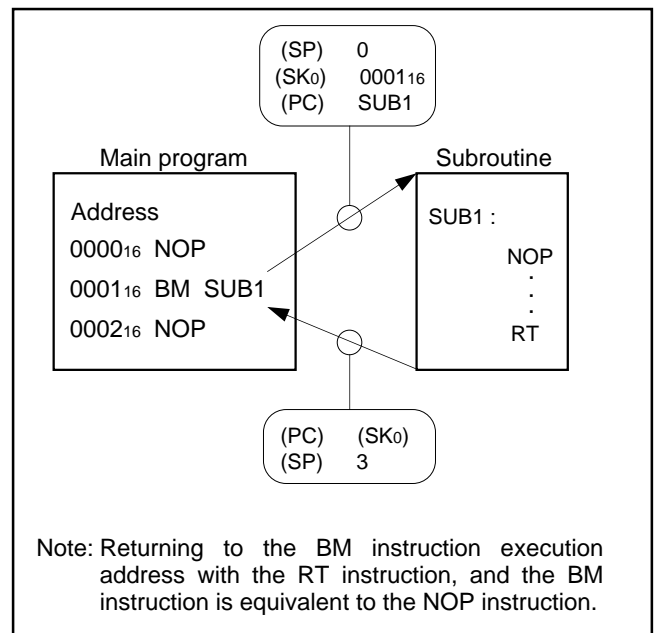 (SP) 0
(SK0) 000116
(PC) SUB1
Main program
Subroutine
Address
000016 NOP
000116 BM SUB1
000216 NOP
SUB1 :
NOP
.
.
.
RT
(PC) (SK0)
(SP) 3
Note: Returning to the BM instruction execution
address with the RT instruction, and the BM
instruction is equivalent to the NOP instruction.